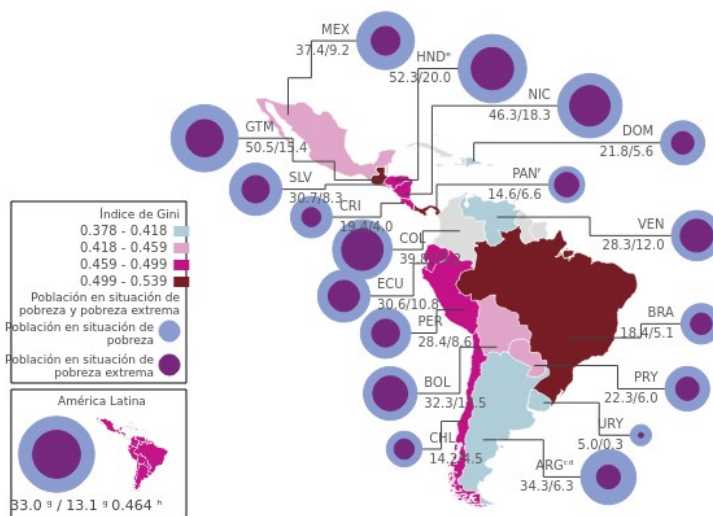 MEX
37.4/9.2
HNDᵉ
52.3/20.0
NIC
46.3/18.3
GTM
50.5/15.4
DOM
21.8/5.6
SLV
30.7/8.3
PANʳ
14.6/6.6
CRI
19.4/4.0
VEN
28.3/12.0
COL
ECU
30.6/10.8
PER
28.4/8.6
BRA
18.4/5.1
BOL
PRY
22.3/6.0
CHL
14.2/4.5
URY
5.0/0.3
ARGᶜᵈ
34.3/6.3
Índice de Gini
0.378 - 0.418
0.418 - 0.459
0.459 - 0.499
0.499 - 0.539
Población en situación de
pobreza y pobreza extrema
Población en situación de
pobreza
Población en situación de
pobreza extrema
América Latina
33.0 ᵍ / 13.1 ᵍ 0.464 ʰ